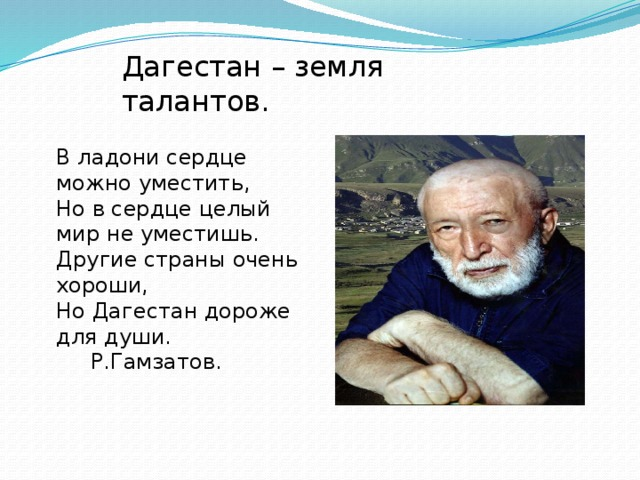 Дагестан – земля
талантов.
В ладони сердце
можно уместить,
Но в сердце целый
мир не уместишь.
Другие страны очень
хороши,
Но Дагестан дороже
для души.
Р.Гамзатов.